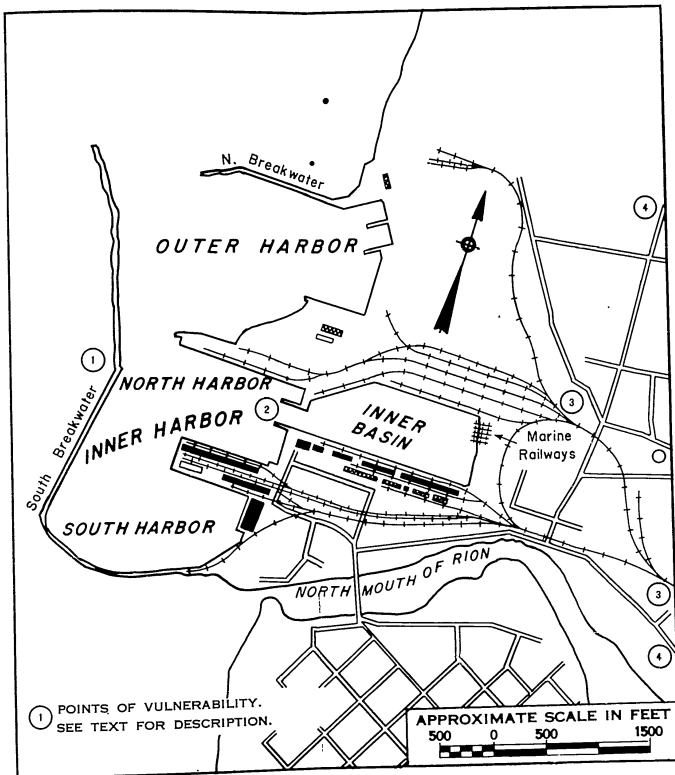 N. Breakwater
4
OUTER HARBOR
1
NORTH HARBOR
3
2
INNER HARBOR
INNER
BASIN
Marine
Railways
South Breakwater
SOUTH HARBOR
NORTH MOUTH OF RION
3
4
1 POINTS OF VULNERABILITY.
SEE TEXT FOR DESCRIPTION.
APPROXIMATE SCALE IN FEET
500 0 500 1500